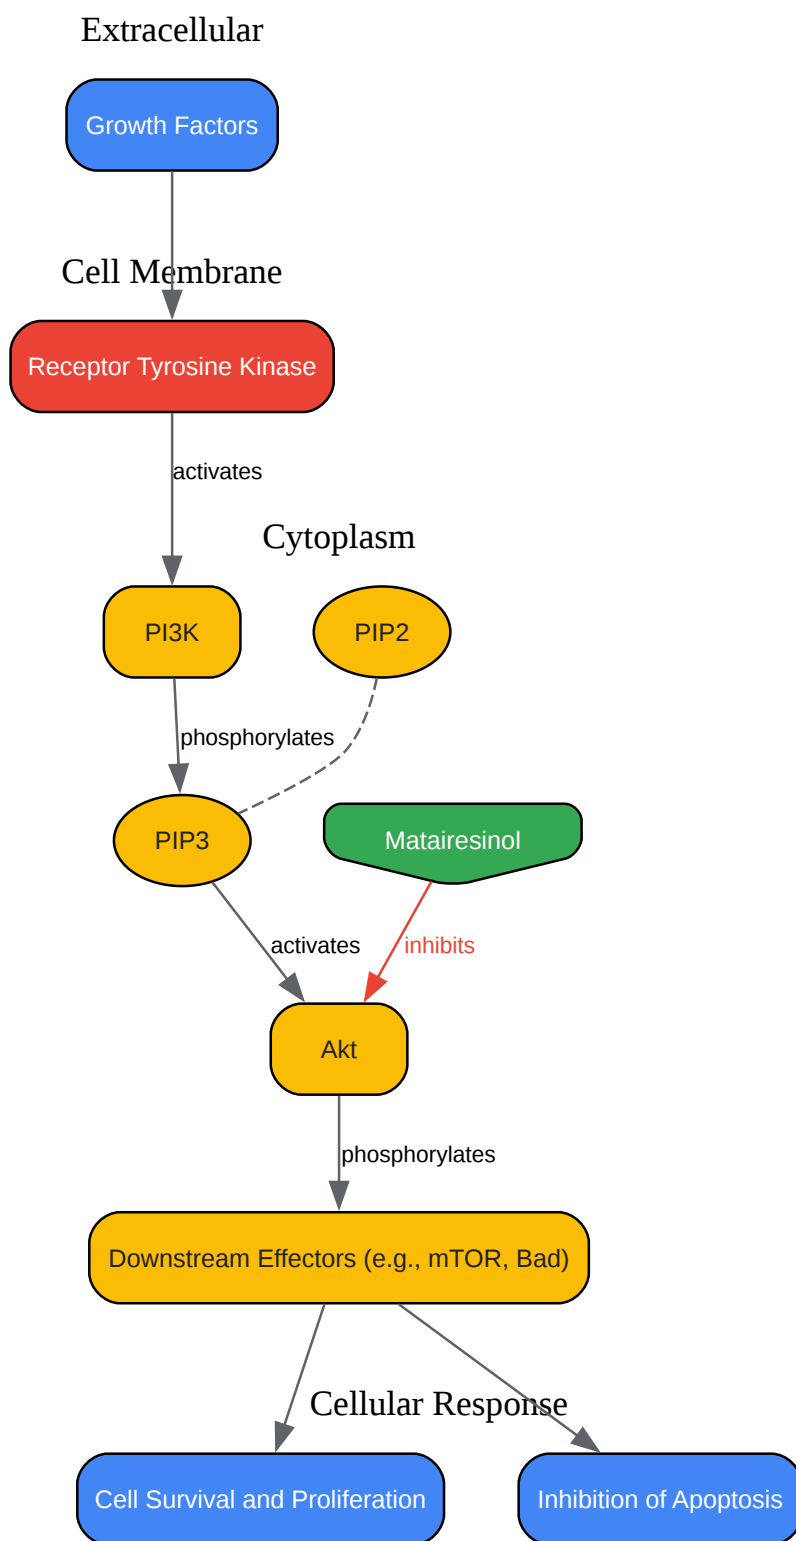 Extracellular
Growth Factors
Cell Membrane
Receptor Tyrosine Kinase
activates
Cytoplasm
PI3K
PIP2
phosphorylates
PIP3
Matairesinol
activates
inhibits
Akt
phosphorylates
Downstream Effectors (e.g., mTOR, Bad)
Cellular Response
Cell Survival and Proliferation
Inhibition of Apoptosis